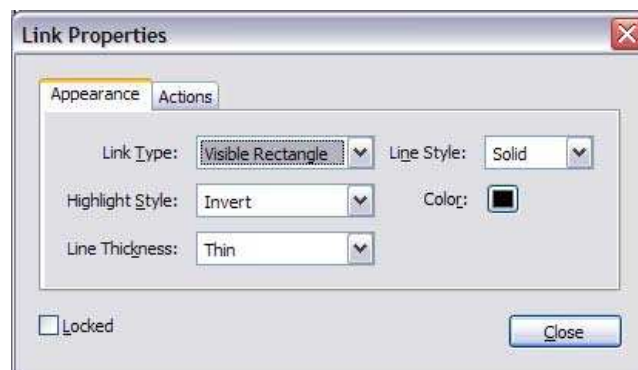 Link Properties
Appearance Actions
Link Type: Visible Rectangle Line Style: Solid
Highlight Style: Invert Color:
Line Thickness: Thin
Locked Close